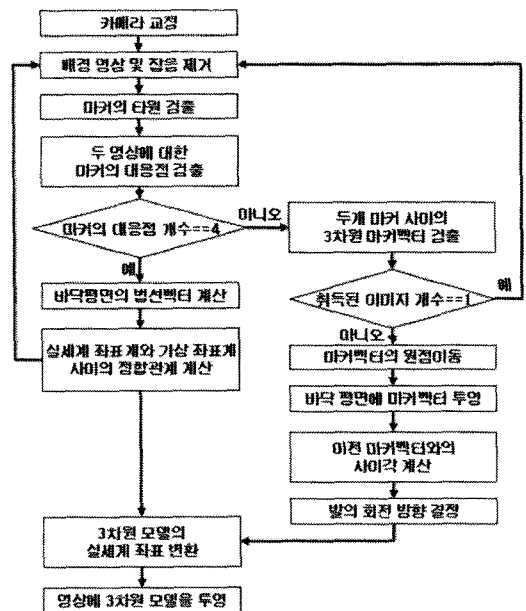 카메라 교정
배경 영상 및 잡음 제거
마커의 타원 검출
두 영상에 대한
마커의 대응점 검출
마커의 대응점 개수==4
아니오
예
바닥평면의 법선벡터 계산
실세계 좌표계와 가상 좌표계
사이의 정합관계 계산
두개 마커 사이의
3차원 마커벡터 검출
취득된 이미지 개수==1
예
아니오
마커벡터의 원점이동
바닥 평면에 마커벡터 투영
이전 마커벡터와의
사이각 계산
발의 회전 방향 결정
3차원 모델의
실세계 좌표 변환
영상에 3차원 모델을 투영